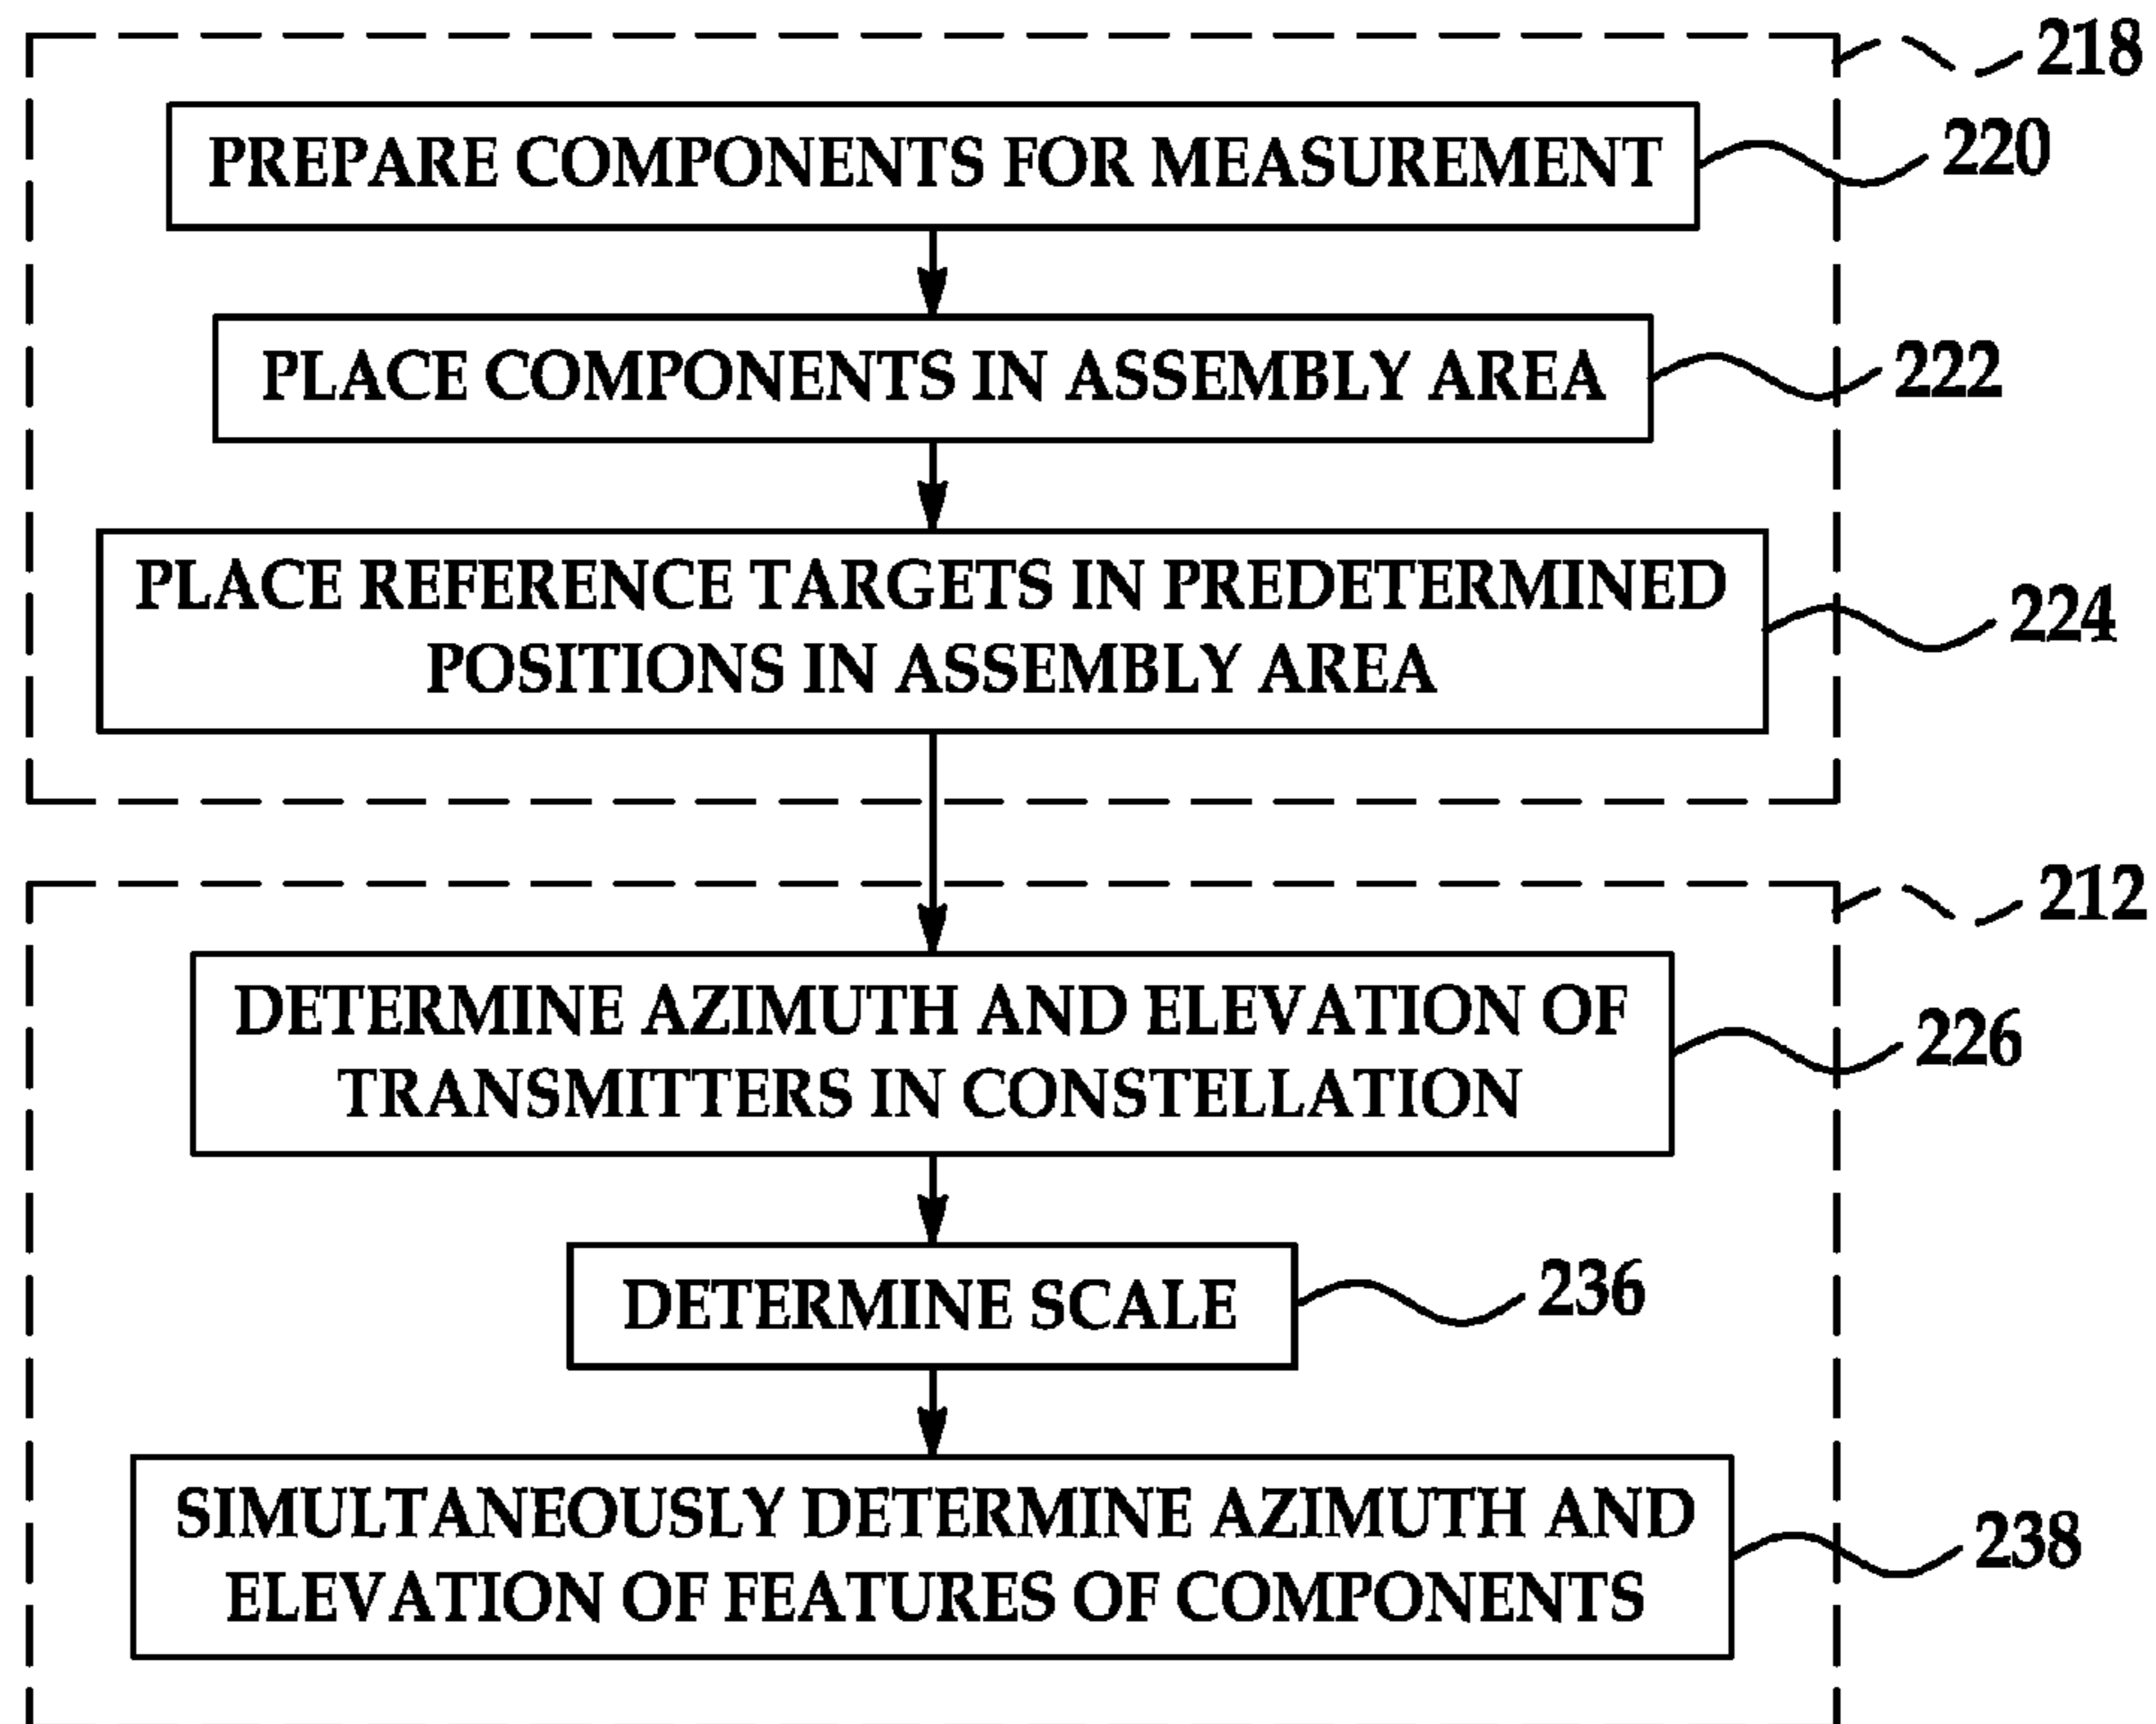 218
PREPARE COMPONENTS FOR MEASUREMENT
220
PLACE COMPONENTS IN ASSEMBLY AREA
222
PLACE REFERENCE TARGETS IN PREDETERMINED
POSITIONS IN ASSEMBLY AREA
224
212
DETERMINE AZIMUTH AND ELEVATION OF
TRANSMITTERS IN CONSTELLATION
226
DETERMINE SCALE
236
SIMULTANEOUSLY DETERMINE AZIMUTH AND
ELEVATION OF FEATURES OF COMPONENTS
238